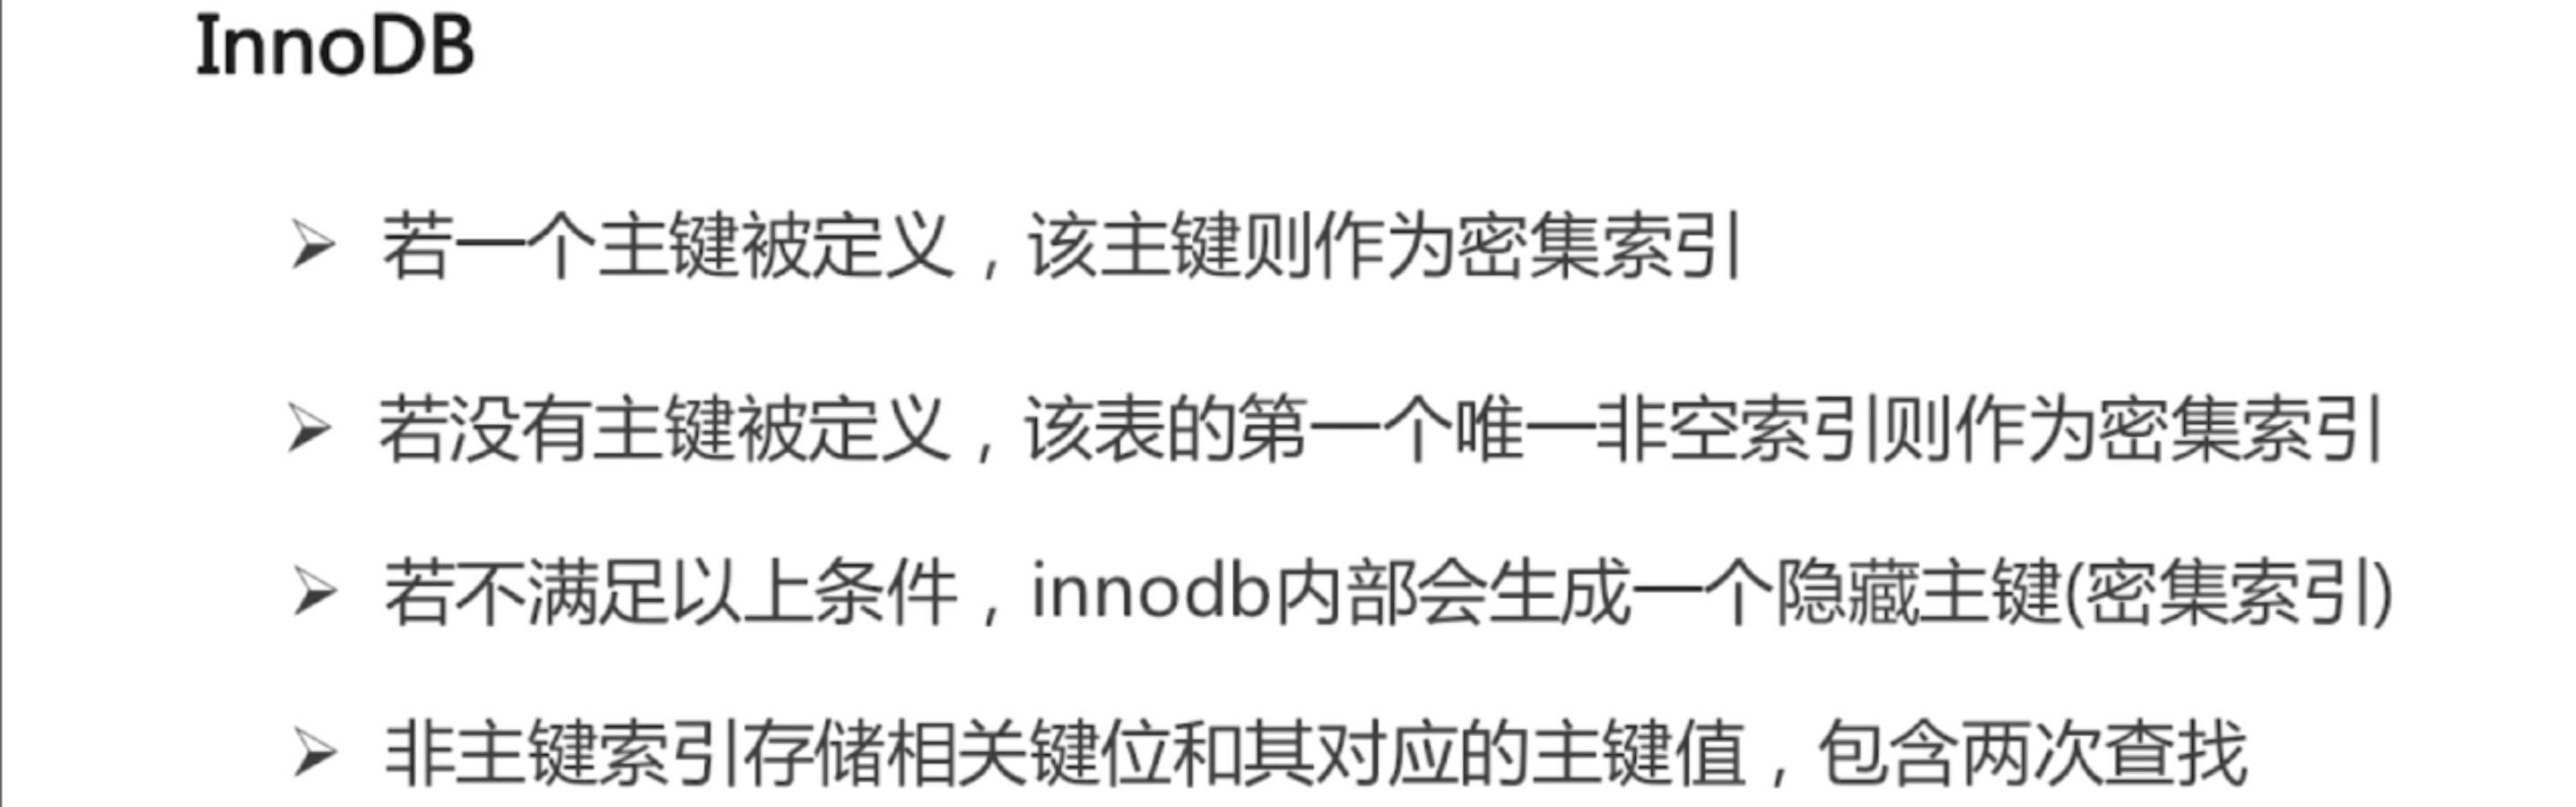 InnoDB
➢ 若一个主键被定义，该主键则作为密集索引
➢ 若没有主键被定义，该表的第一个唯一非空索引则作为密集索引
➢ 若不满足以上条件，innodb内部会生成一个隐藏主键(密集索引)
➢ 非主键索引存储相关键位和其对应的主键值，包含两次查找